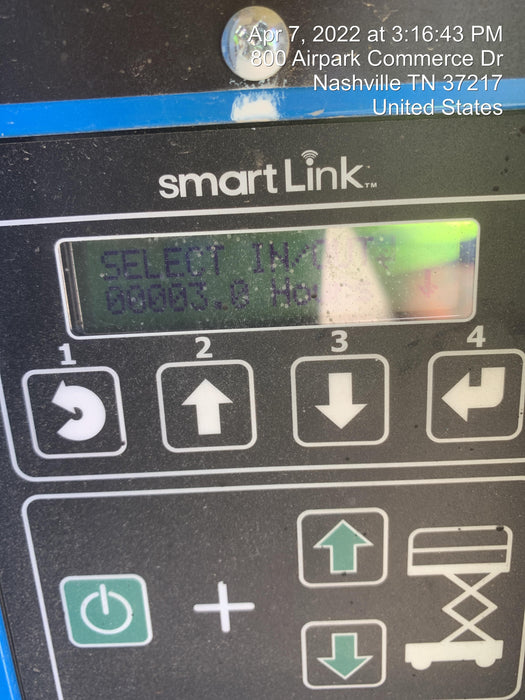 Apr 7, 2022 at 3:16:43 PM
800 Airpark Commerce Dr
Nashville TN 37217
United States
smartLink™
SELECT
00003.0
1 2 3 4